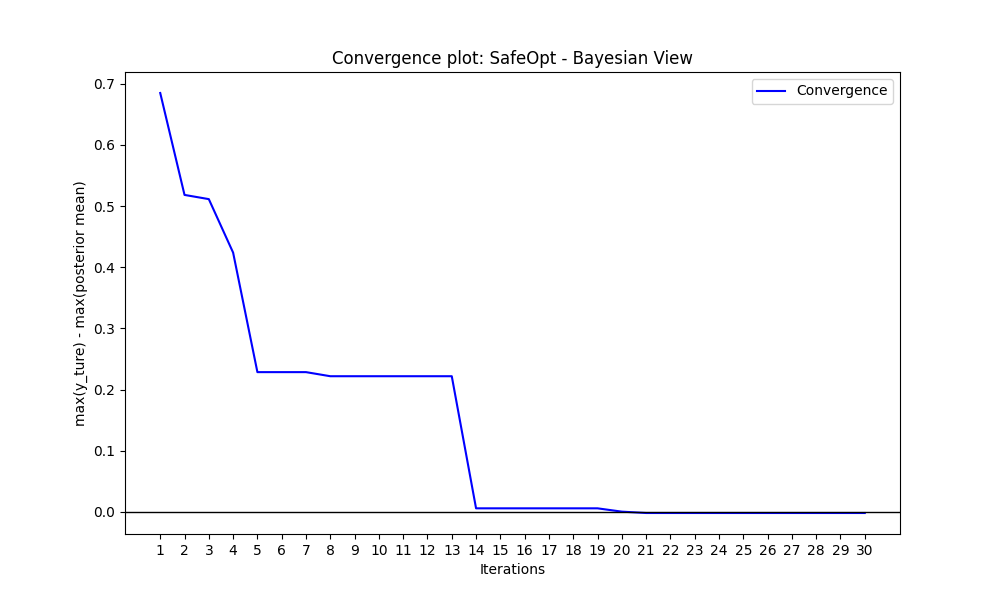 Convergence plot: SafeOpt - Bayesian View
Convergence
max(y_ture) - max(posterior mean)
0.7
0.6
0.5
0.4
0.3
0.2
0.1
0.0
1 2 3 4 5 6 7 8 9 10 11 12 13 14 15 16 17 18 19 20 21 22 23 24 25 26 27 28 29 30
Iterations